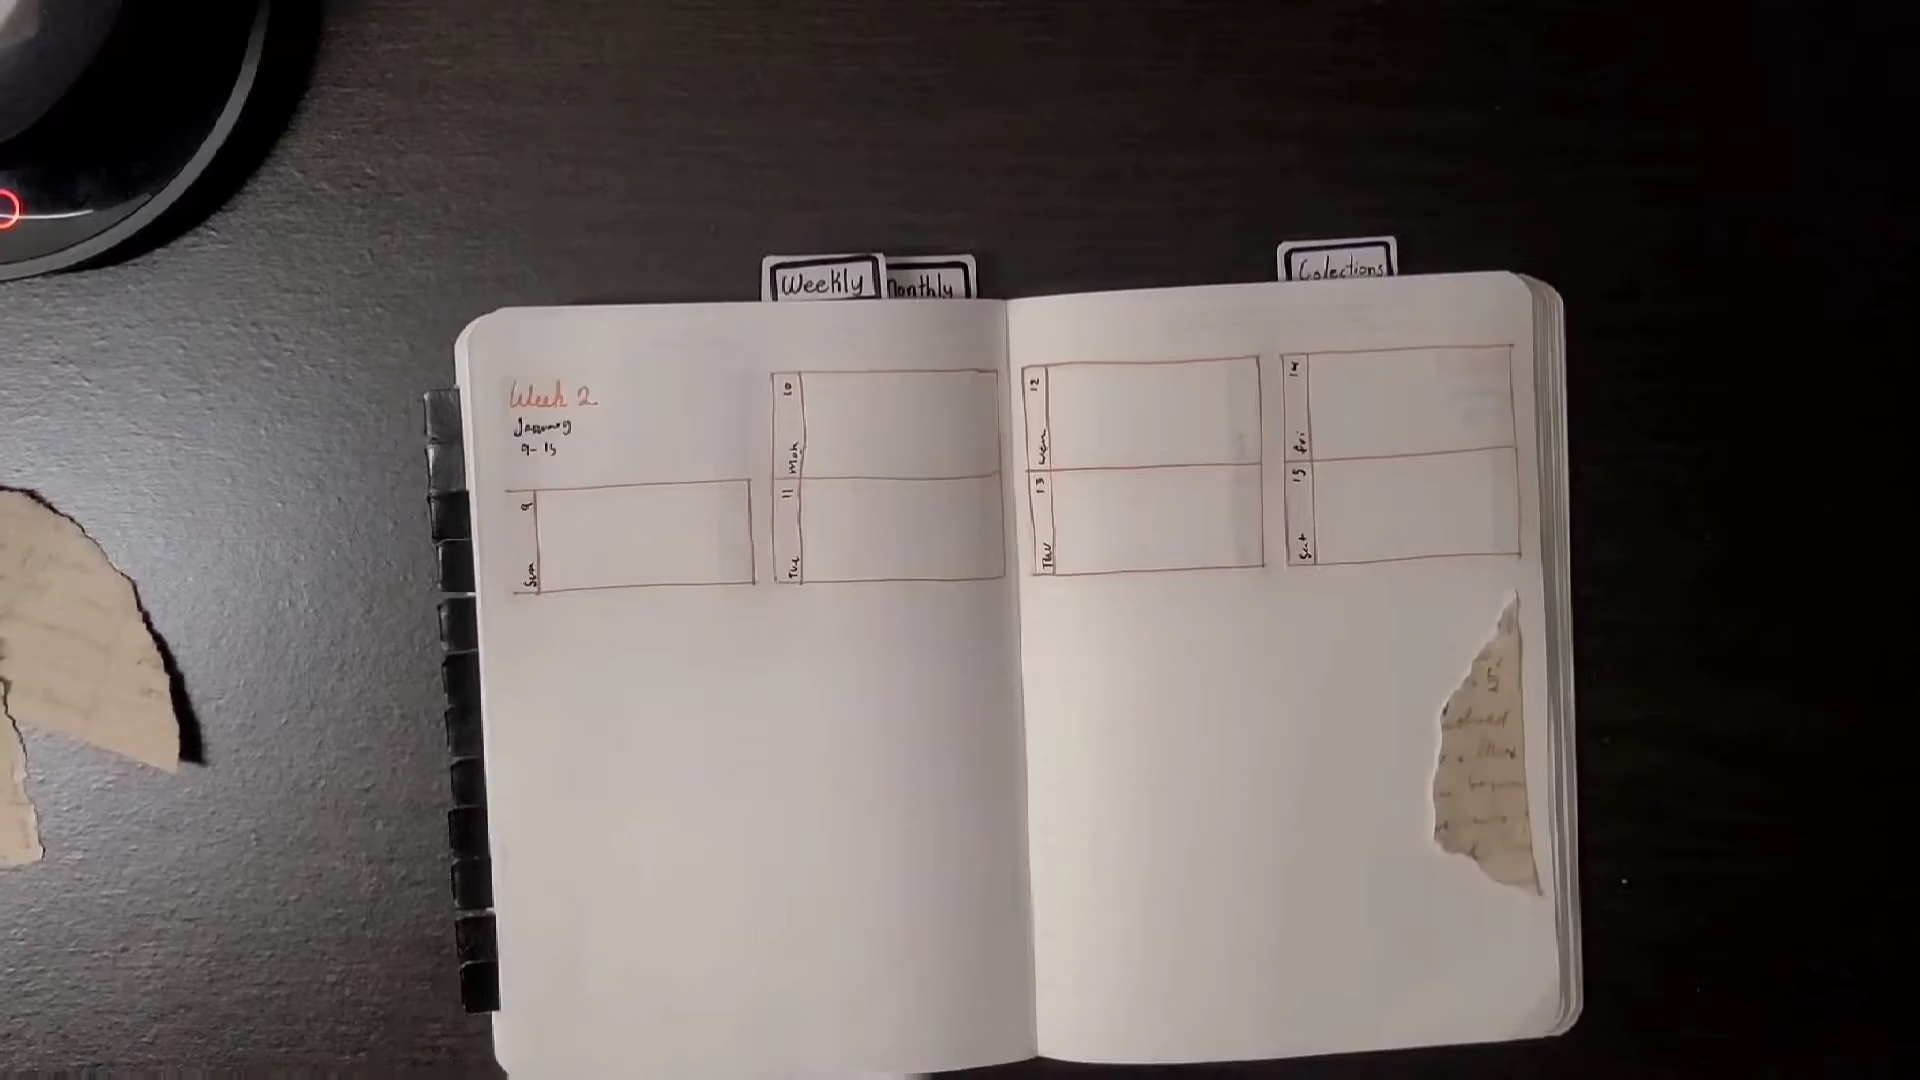 Weekly
Monthly
Colections
Week 2
January
9-15
Sun 9
Mon 10
Tue 11
Wen 12
Thu 13
Fri 14
Sat 15